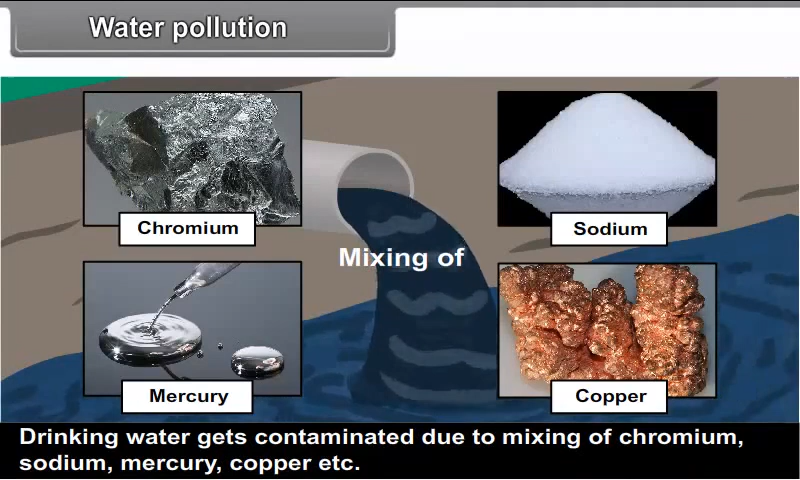 Water pollution
Chromium
Sodium
Mixing of
Mercury
Copper
Drinking water gets contaminated due to mixing of chromium,
sodium, mercury, copper etc.